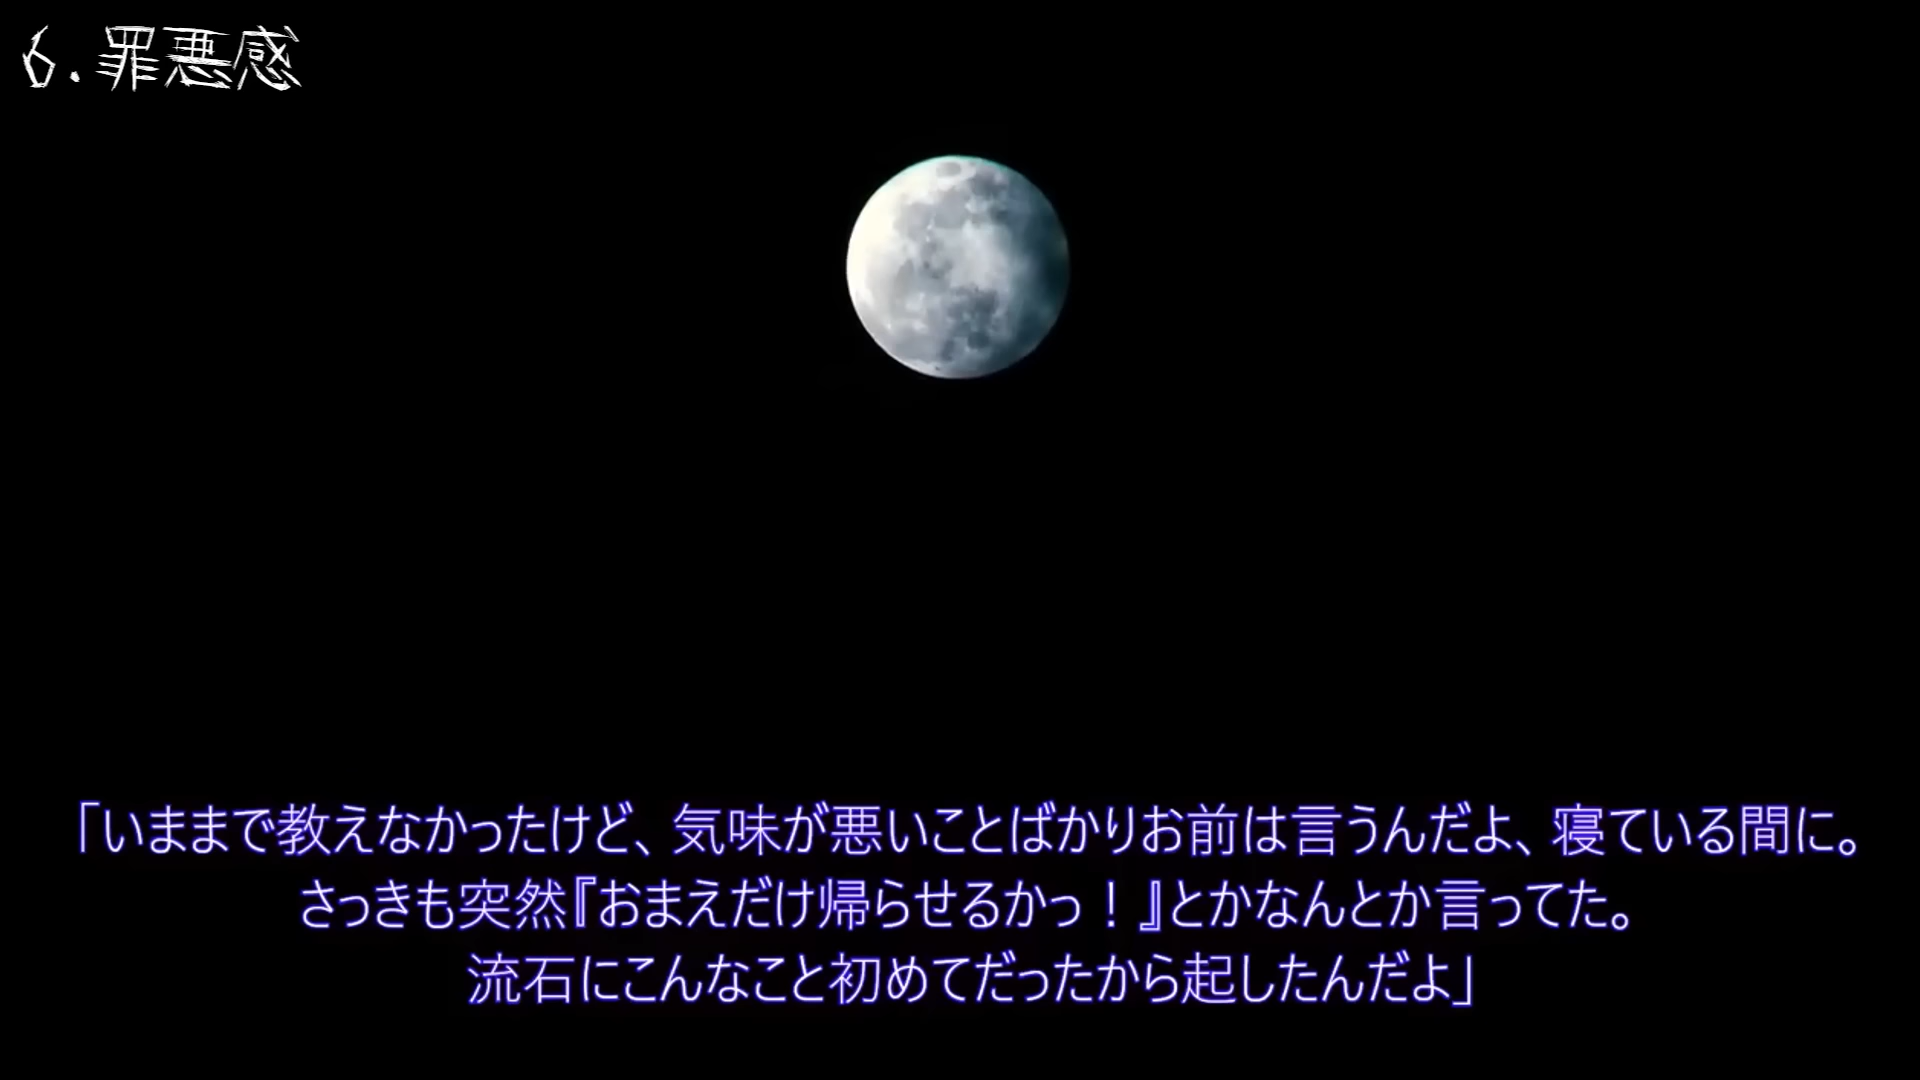 6.罪悪感
「いままで教えなかったけど、気味が悪いことばかりお前は言うんだよ、寝ている間に。
さっきも突然『おまえだけ帰らせるかっ！』とかなんとか言ってた。
流石にこんなこと初めてだったから起したんだよ」